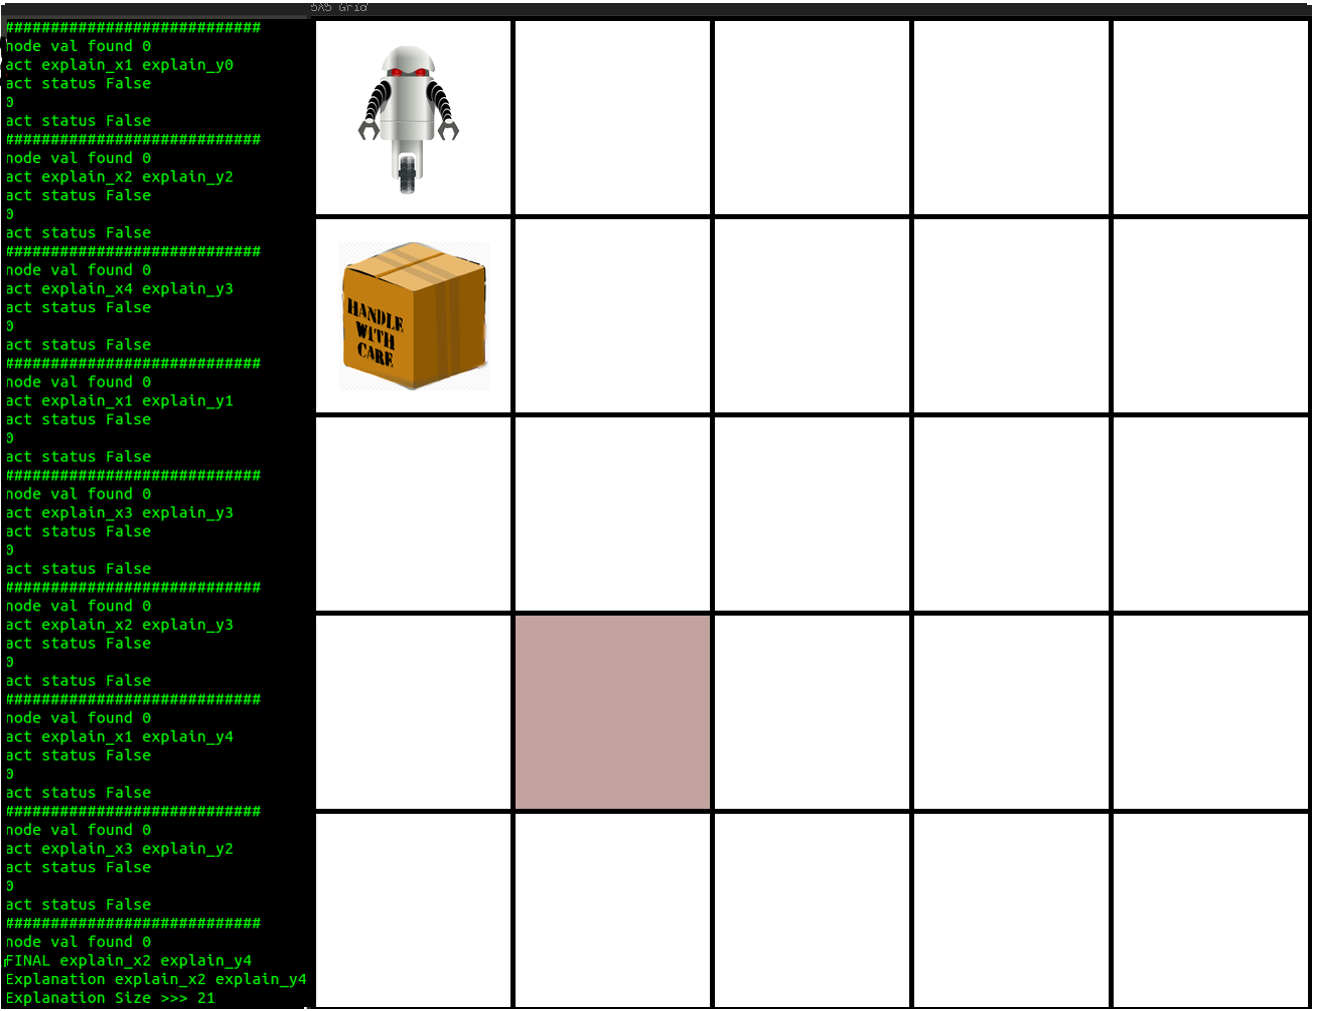 5X5 Grid
############################
node val found 0
act explain_x1 explain_y0
act status False
0
act status False
############################
node val found 0
act explain_x2 explain_y2
act status False
0
act status False
############################
node val found 0
act explain_x4 explain_y3
act status False
0
act status False
############################
node val found 0
act explain_x1 explain_y1
act status False
0
act status False
############################
node val found 0
act explain_x3 explain_y3
act status False
0
act status False
############################
node val found 0
act explain_x2 explain_y3
act status False
0
act status False
############################
node val found 0
act explain_x1 explain_y4
act status False
0
act status False
############################
node val found 0
act explain_x3 explain_y2
act status False
0
act status False
############################
node val found 0
FINAL explain_x2 explain_y4
Explanation explain_x2 explain_y4
Explanation Size >>> 21
HANDLE
WITH
CARE